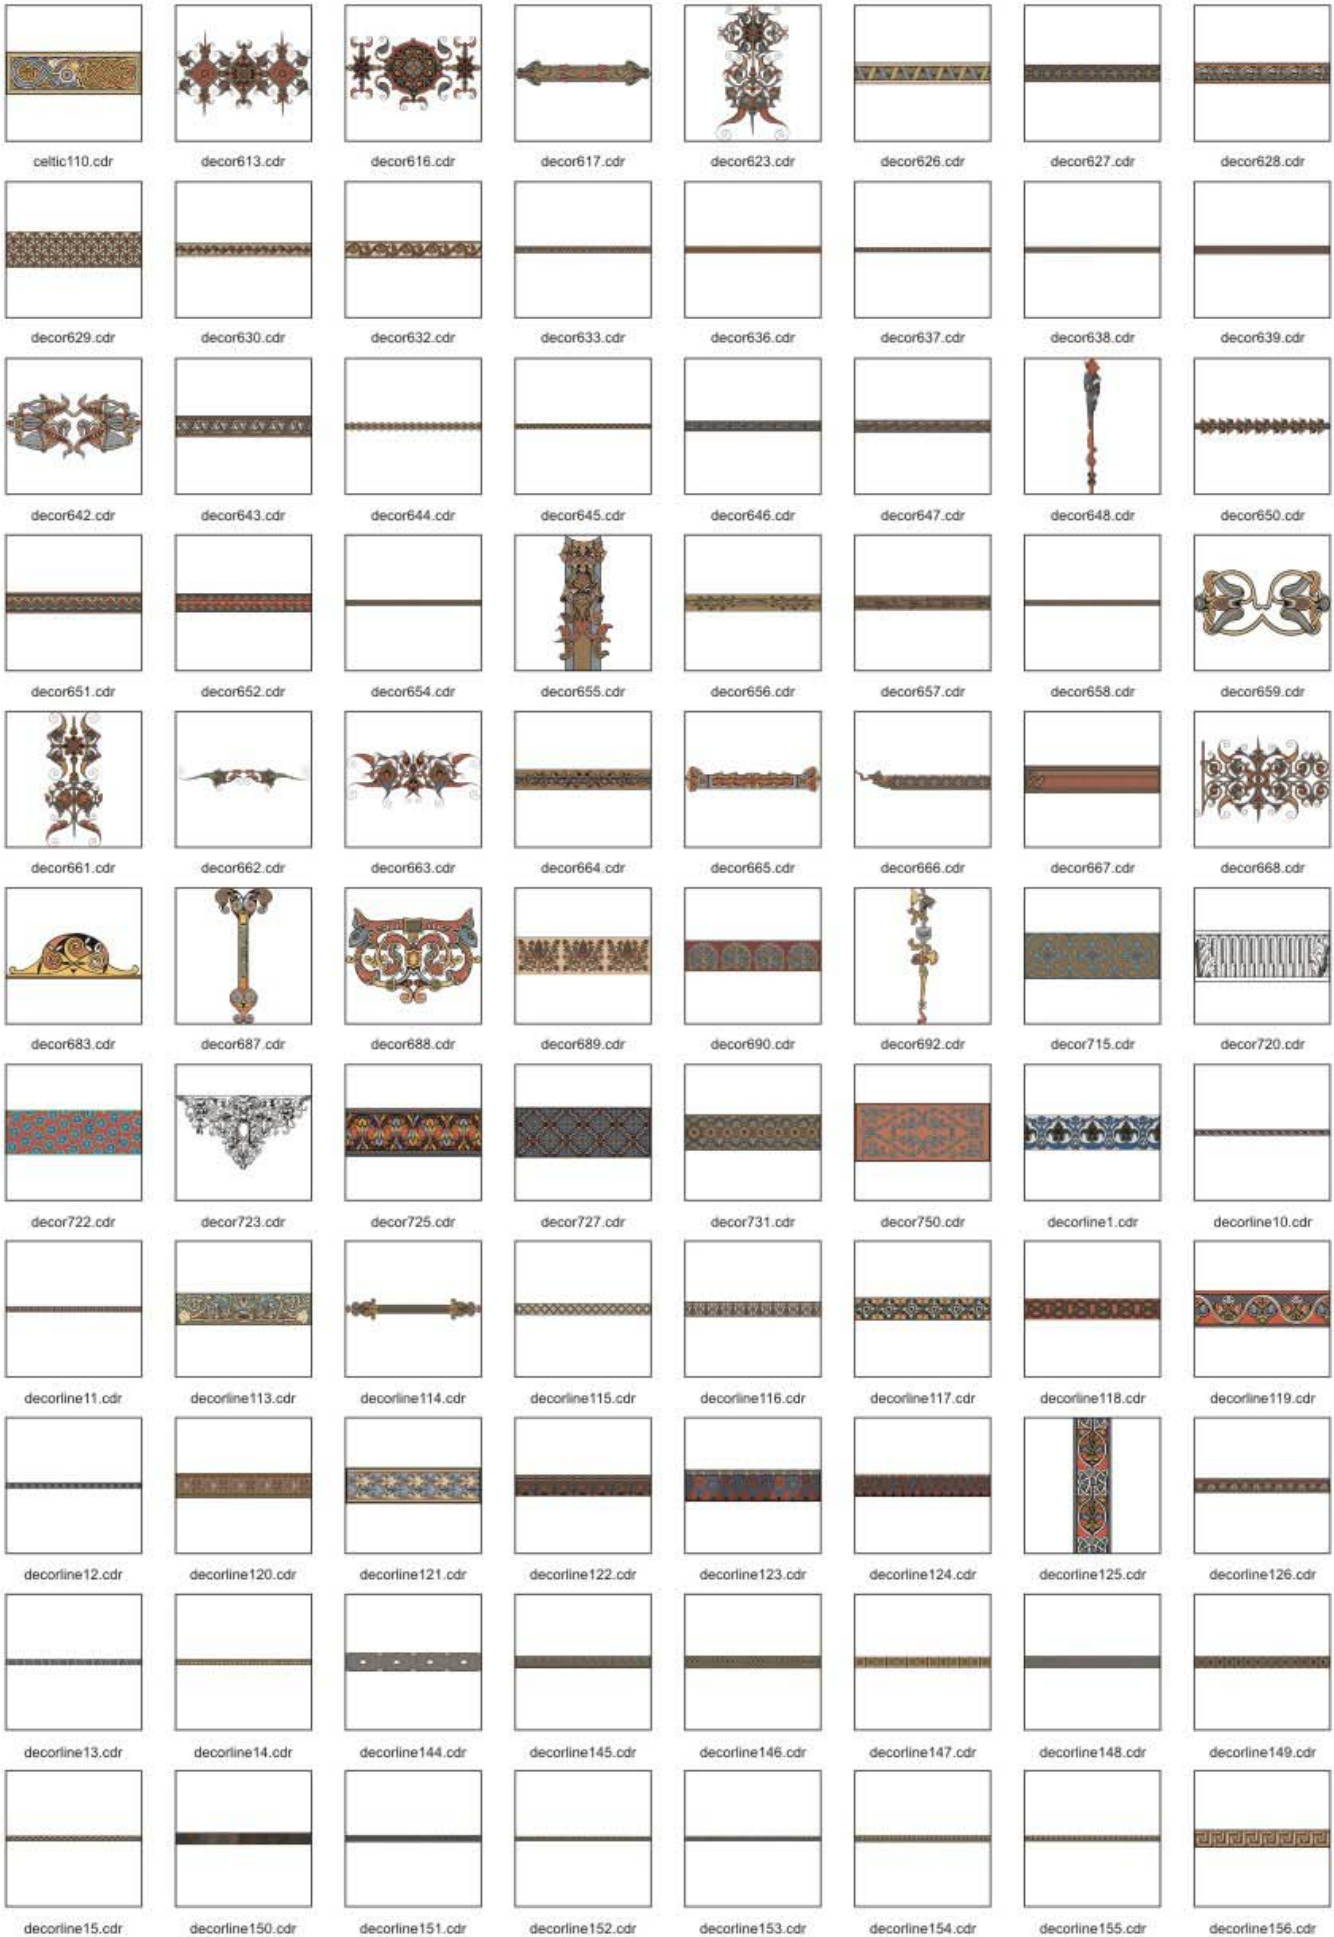 celtic110.cdr decor613.cdr decor616.cdr decor617.cdr decor623.cdr decor626.cdr decor627.cdr decor628.cdr
decor629.cdr decor630.cdr decor632.cdr decor633.cdr decor636.cdr decor637.cdr decor638.cdr decor639.cdr
decor642.cdr decor643.cdr decor644.cdr decor645.cdr decor646.cdr decor647.cdr decor648.cdr decor650.cdr
decor651.cdr decor652.cdr decor654.cdr decor655.cdr decor656.cdr decor657.cdr decor658.cdr decor659.cdr
decor661.cdr decor662.cdr decor663.cdr decor664.cdr decor665.cdr decor666.cdr decor667.cdr decor668.cdr
decor683.cdr decor687.cdr decor688.cdr decor689.cdr decor690.cdr decor692.cdr decor715.cdr decor720.cdr
decor722.cdr decor723.cdr decor725.cdr decor727.cdr decor731.cdr decor750.cdr decorline1.cdr decorline10.cdr
decorline11.cdr decorline113.cdr decorline114.cdr decorline115.cdr decorline116.cdr decorline117.cdr decorline118.cdr decorline119.cdr
decorline12.cdr decorline120.cdr decorline121.cdr decorline122.cdr decorline123.cdr decorline124.cdr decorline125.cdr decorline126.cdr
decorline13.cdr decorline14.cdr decorline144.cdr decorline145.cdr decorline146.cdr decorline147.cdr decorline148.cdr decorline149.cdr
decorline15.cdr decorline150.cdr decorline151.cdr decorline152.cdr decorline153.cdr decorline154.cdr decorline155.cdr decorline156.cdr